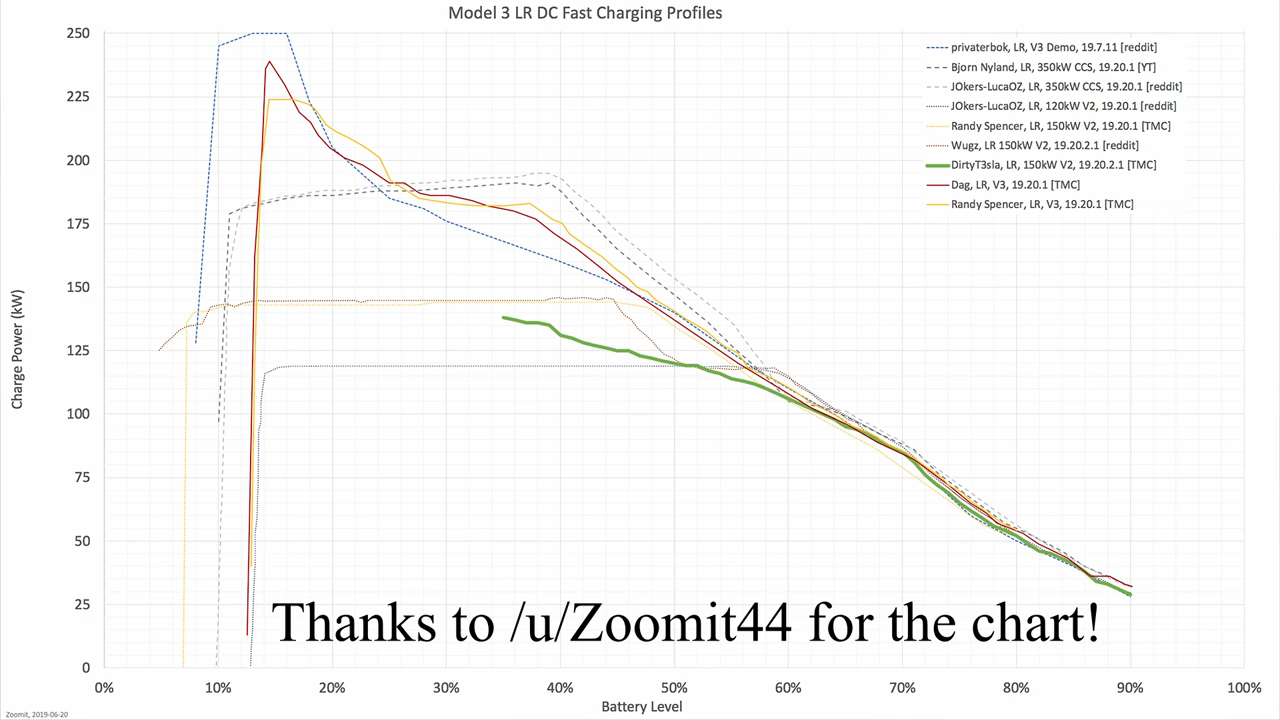 Model 3 LR DC Fast Charging Profiles
250
225
200
175
150
125
100
75
50
25
0
Charge Power (kW)
privaterbok, LR, V3 Demo, 19.7.11 [reddit]
Bjorn Nyland, LR, 350kW CCS, 19.20.1 [YT]
JOkers-LucaOZ, LR, 350kW CCS, 19.20.1 [reddit]
JOkers-LucaOZ, LR, 120kW V2, 19.20.1 [reddit]
Randy Spencer, LR, 150kW V2, 19.20.1 [TMC]
Wugz, LR 150kW V2, 19.20.2.1 [reddit]
DirtyT3sla, LR, 150kW V2, 19.20.2.1 [TMC]
Dag, LR, V3, 19.20.1 [TMC]
Randy Spencer, LR, V3, 19.20.1 [TMC]
Thanks to /u/Zoomit44 for the chart!
0% 10% 20% 30% 40% 50% 60% 70% 80% 90% 100%
Battery Level
Zoomit, 2019-06-20